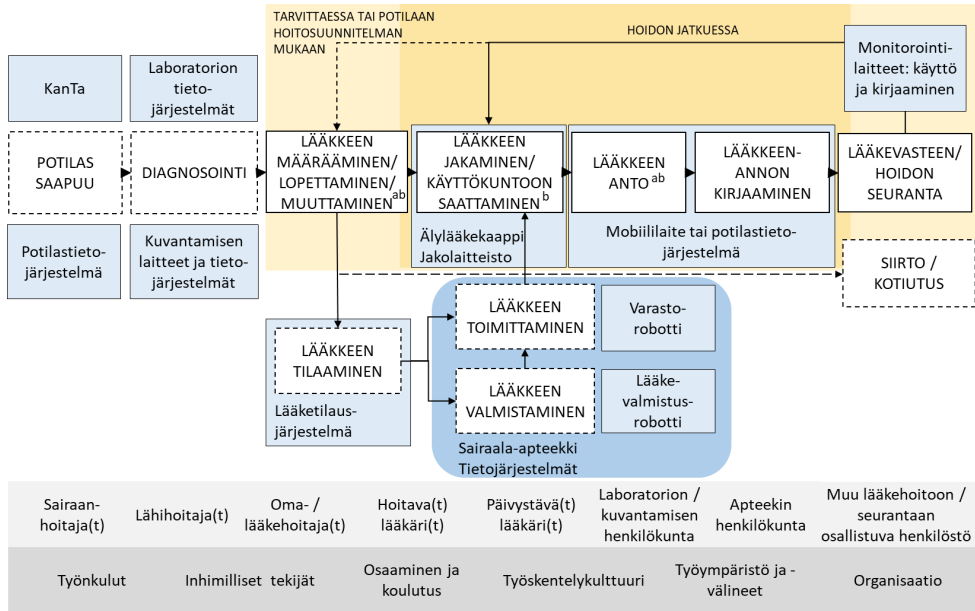 TARVITTAESSA TAI POTILAAN
HOITOSUUNNITELMAN
MUKAAN
HOIDON JATKUESSA
Monitorointi-
laitteet: käyttö
ja kirjaaminen
KanTa
Laboratorion
tieto-
järjestelmät
POTILAS
SAAPUU
DIAGNOSOINTI
LÄÄKKEEN
MÄÄRÄÄMINEN/
LOPETTAMINEN/
MUUTTAMINEN ab
LÄÄKKEEN
JAKAMINEN/
KÄYTTÖKUNTOON
SAATTAMINEN b
LÄÄKKEEN
ANTO ab
LÄÄKKEEN-
ANNON
KIRJAAMINEN
LÄÄKEVASTEEN/
HOIDON
SEURANTA
Potilastieto-
järjestelmä
Kuvantamisen
laitteet ja tieto-
järjestelmät
Älylääkekaappi
Jakolaitteisto
Mobiililaite tai potilastieto-
järjestelmä
SIIRTO /
KOTIUTUS
LÄÄKKEEN
TILAAMINEN
Lääketilaus-
järjestelmä
LÄÄKKEEN
TOIMITTAMINEN
Varasto-
robotti
LÄÄKKEEN
VALMISTAMINEN
Lääke-
valmistus-
robotti
Sairaala-apteekki
Tietojärjestelmät
Sairaan-
hoitaja(t)
Lähihoitaja(t)
Oma- /
lääkehoitaja(t)
Hoitava(t)
lääkäri(t)
Päivystävä(t)
lääkäri(t)
Laboratorion /
kuvantamisen
henkilökunta
Apteekin
henkilökunta
Muu lääkehoitoon /
seurantaan
osallistuva henkilöstö
Työnkulut
Inhimilliset tekijät
Osaaminen ja
koulutus
Työskentelykulttuuri
Työympäristö ja -
välineet
Organisaatio